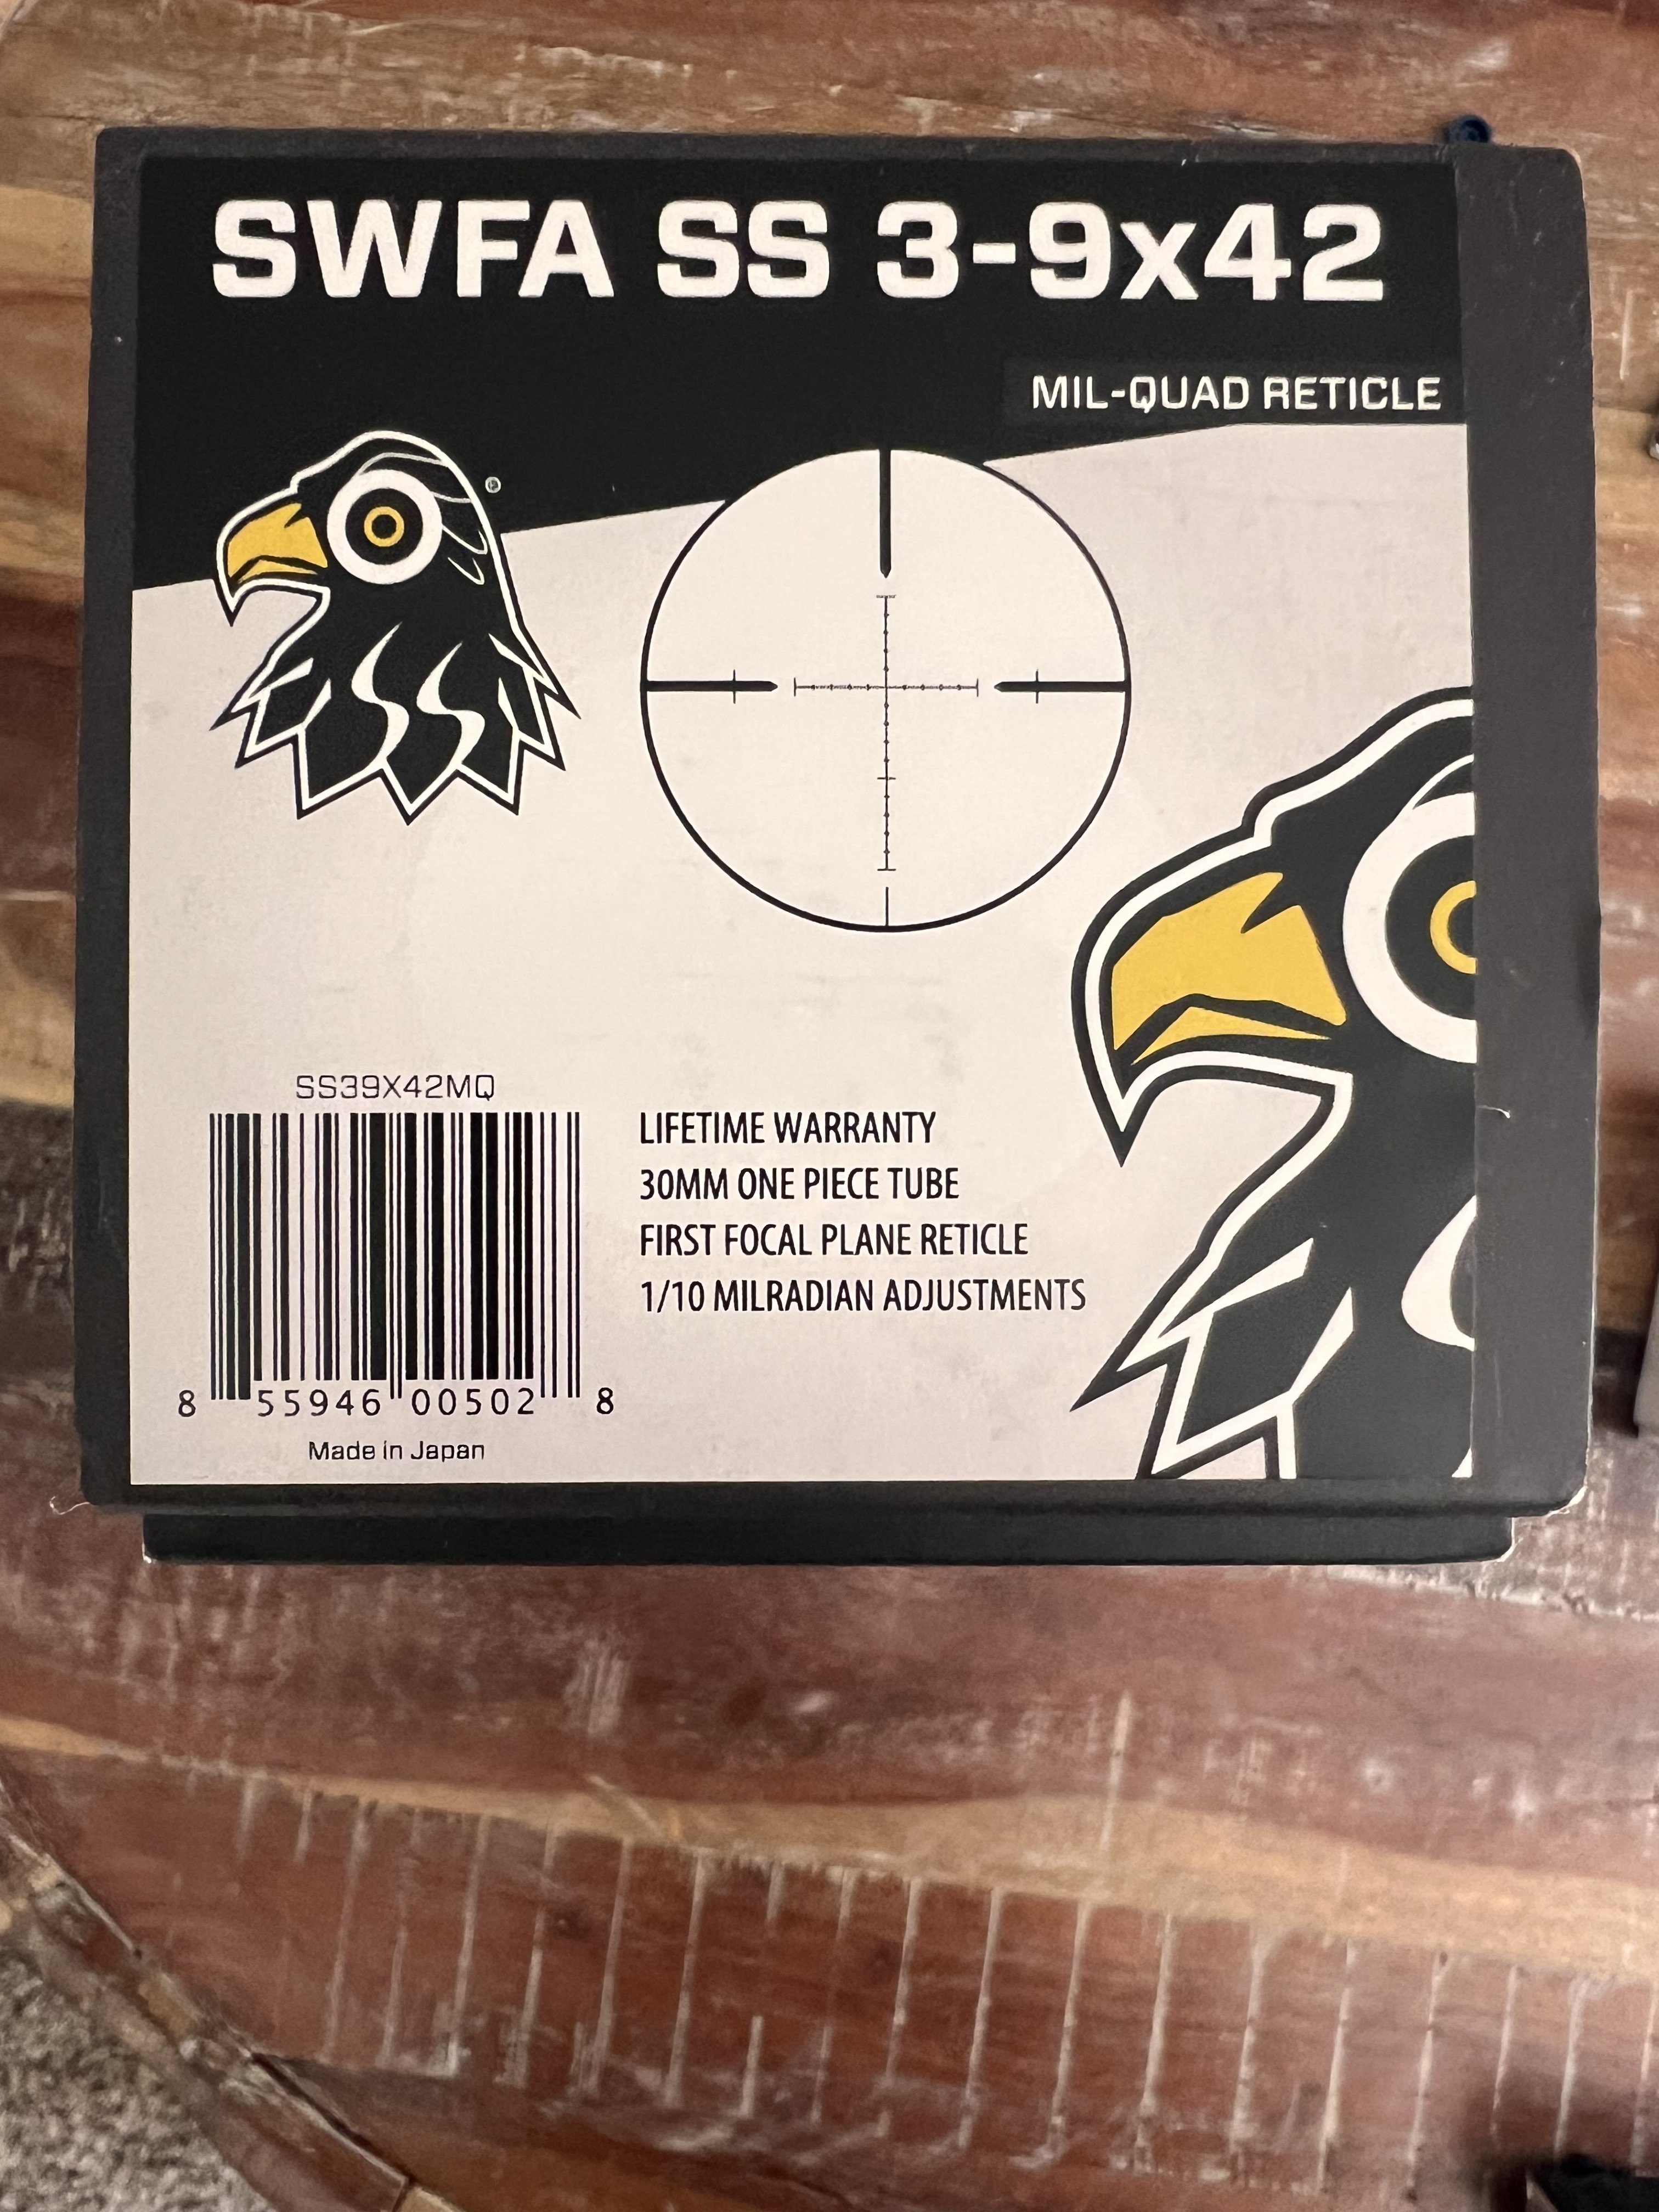 SWFA SS 3-9x42
MIL-QUAD RETICLE
®
SS39X42MQ
8 55946 00502 8
Made in Japan
LIFETIME WARRANTY
30MM ONE PIECE TUBE
FIRST FOCAL PLANE RETICLE
1/10 MILRADIAN ADJUSTMENTS